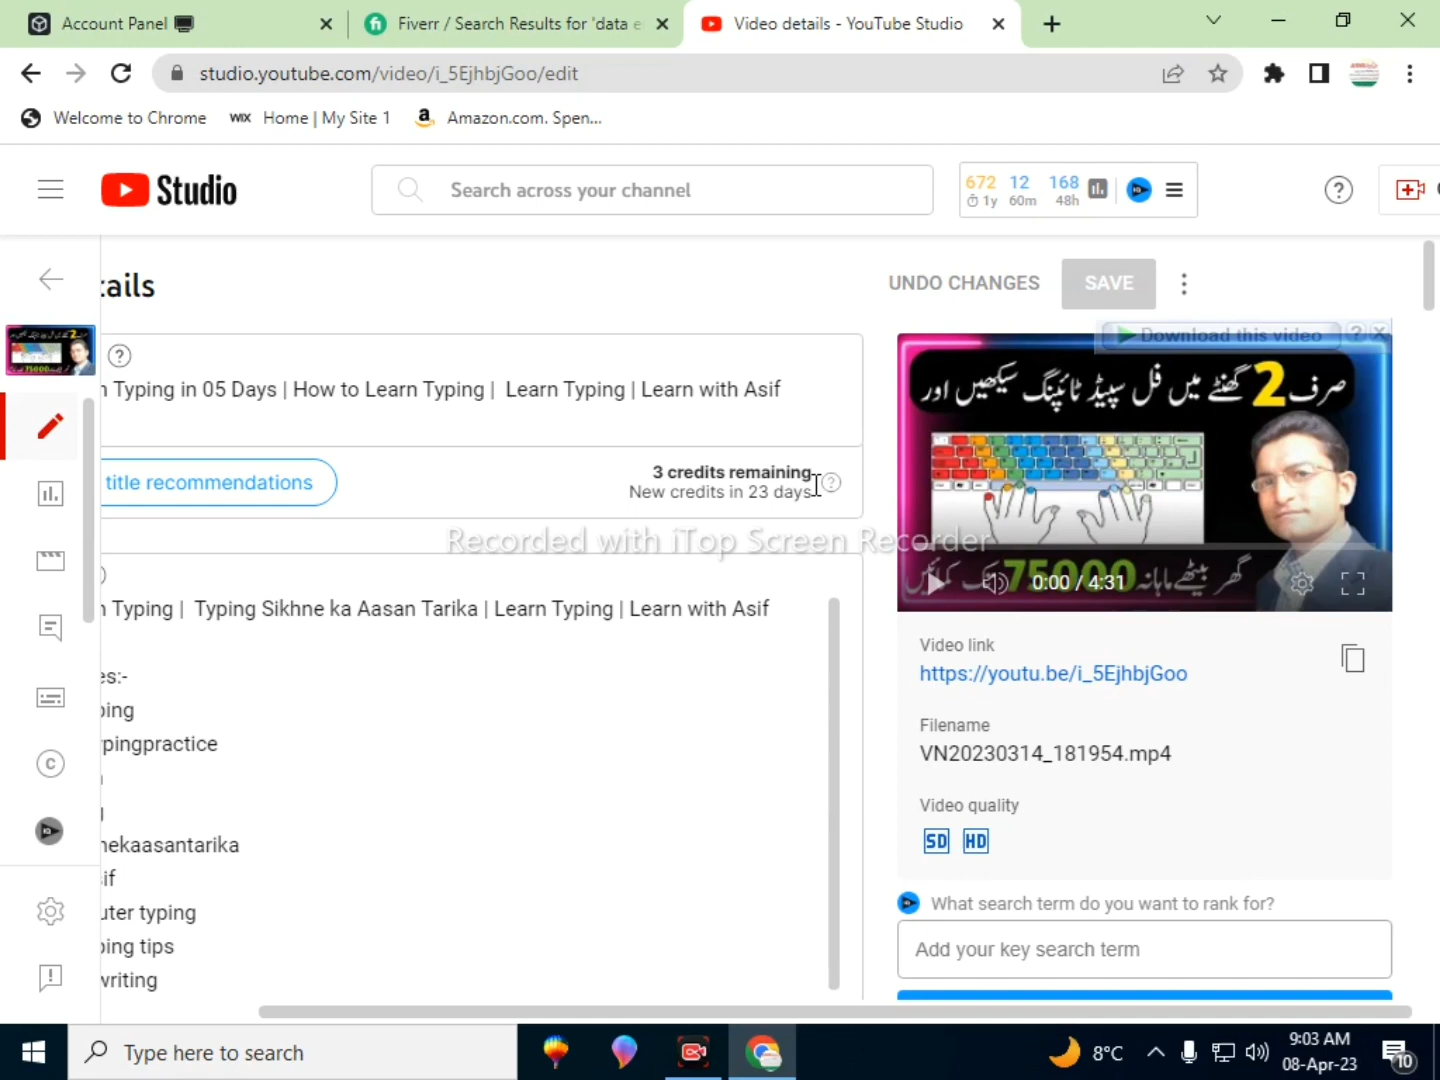 Account Panel
Fiverr / Search Results for 'data e
Video details - YouTube Studio
studio.youtube.com/video/i_5EjhbjGoo/edit
Welcome to Chrome
WIX Home | My Site 1
a Amazon.com. Spen...
Studio
Search across your channel
672 12 168
1y 60m 48h
ails
UNDO CHANGES
SAVE
Download this video
Typing in 05 Days | How to Learn Typing | Learn Typing | Learn with Asif
title recommendations
3 credits remaining
New credits in 23 days
صرف 2 گھنٹے میں فل سپیڈ ٹائپنگ سیکھیں اور
گھر بیٹھے ماہانہ 75000 تک کمائیں
0:00 / 4:31
Recorded with iTop Screen Recorder
Typing | Typing Sikhne ka Aasan Tarika | Learn Typing | Learn with Asif
es:-
ping
pingpractice
nekaasantarika
if
uter typing
ing tips
writing
Video link
https://youtu.be/i_5EjhbjGoo
Filename
VN20230314_181954.mp4
Video quality
SD HD
What search term do you want to rank for?
Add your key search term
Type here to search
8°C
9:03 AM
08-Apr-23
10